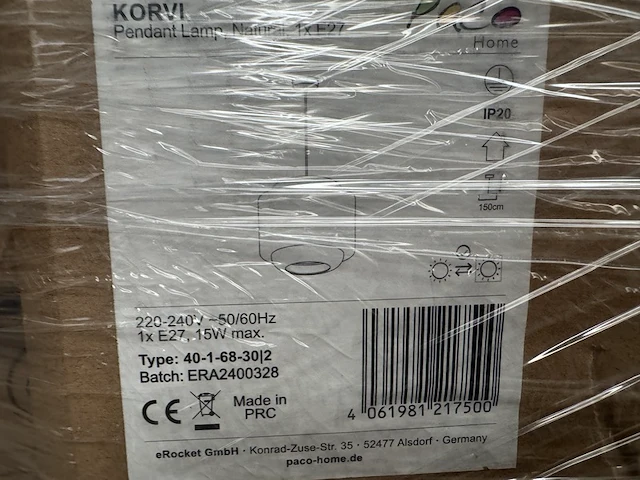 KORVI
Paco
Home
Pendant Lamp, Natural, 1x E27
IP20
150cm
220-240V ~50/60Hz
1x E27, 15W max.
Type: 40-1-68-30|2
Batch: ERA2400328
CE
Made in
PRC
4 061981 217500
eRocket GmbH · Konrad-Zuse-Str. 35 · 52477 Alsdorf · Germany
paco-home.de